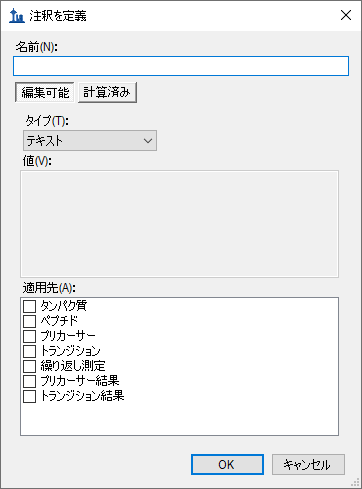 注釈を定義
名前(N):
編集可能 計算済み
タイプ(T):
テキスト
値(V):
適用先(A):
タンパク質
ペプチド
プリカーサー
トランジション
繰り返し測定
プリカーサー結果
トランジション結果
OK キャンセル